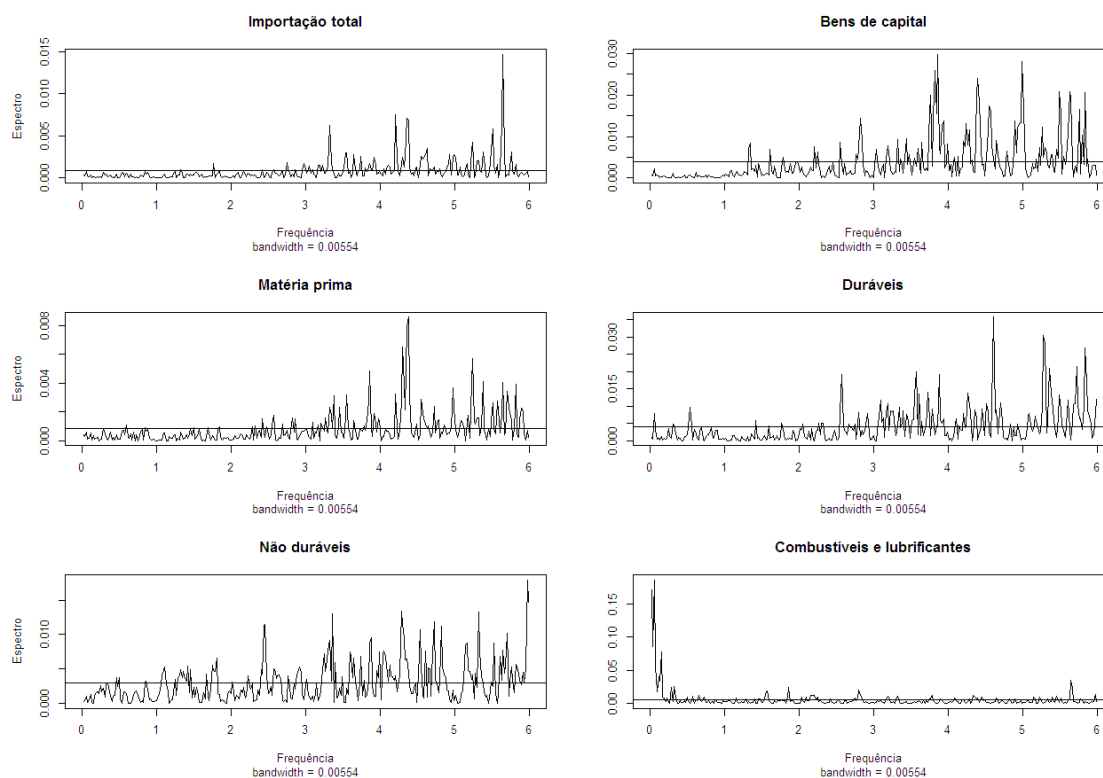 Importação total
Espectro
0.000 0.005 0.010 0.015
0 1 2 3 4 5 6
Frequência
bandwidth = 0.00554
Bens de capital
0.000 0.010 0.020 0.030
0 1 2 3 4 5 6
Frequência
bandwidth = 0.00554
Matéria prima
Espectro
0.000 0.004 0.008
0 1 2 3 4 5 6
Frequência
bandwidth = 0.00554
Duráveis
0.000 0.015 0.030
0 1 2 3 4 5 6
Frequência
bandwidth = 0.00554
Não duráveis
Espectro
0.000 0.010
0 1 2 3 4 5 6
Frequência
bandwidth = 0.00554
Combustíveis e lubrificantes
0.00 0.05 0.10 0.15
0 1 2 3 4 5 6
Frequência
bandwidth = 0.00554